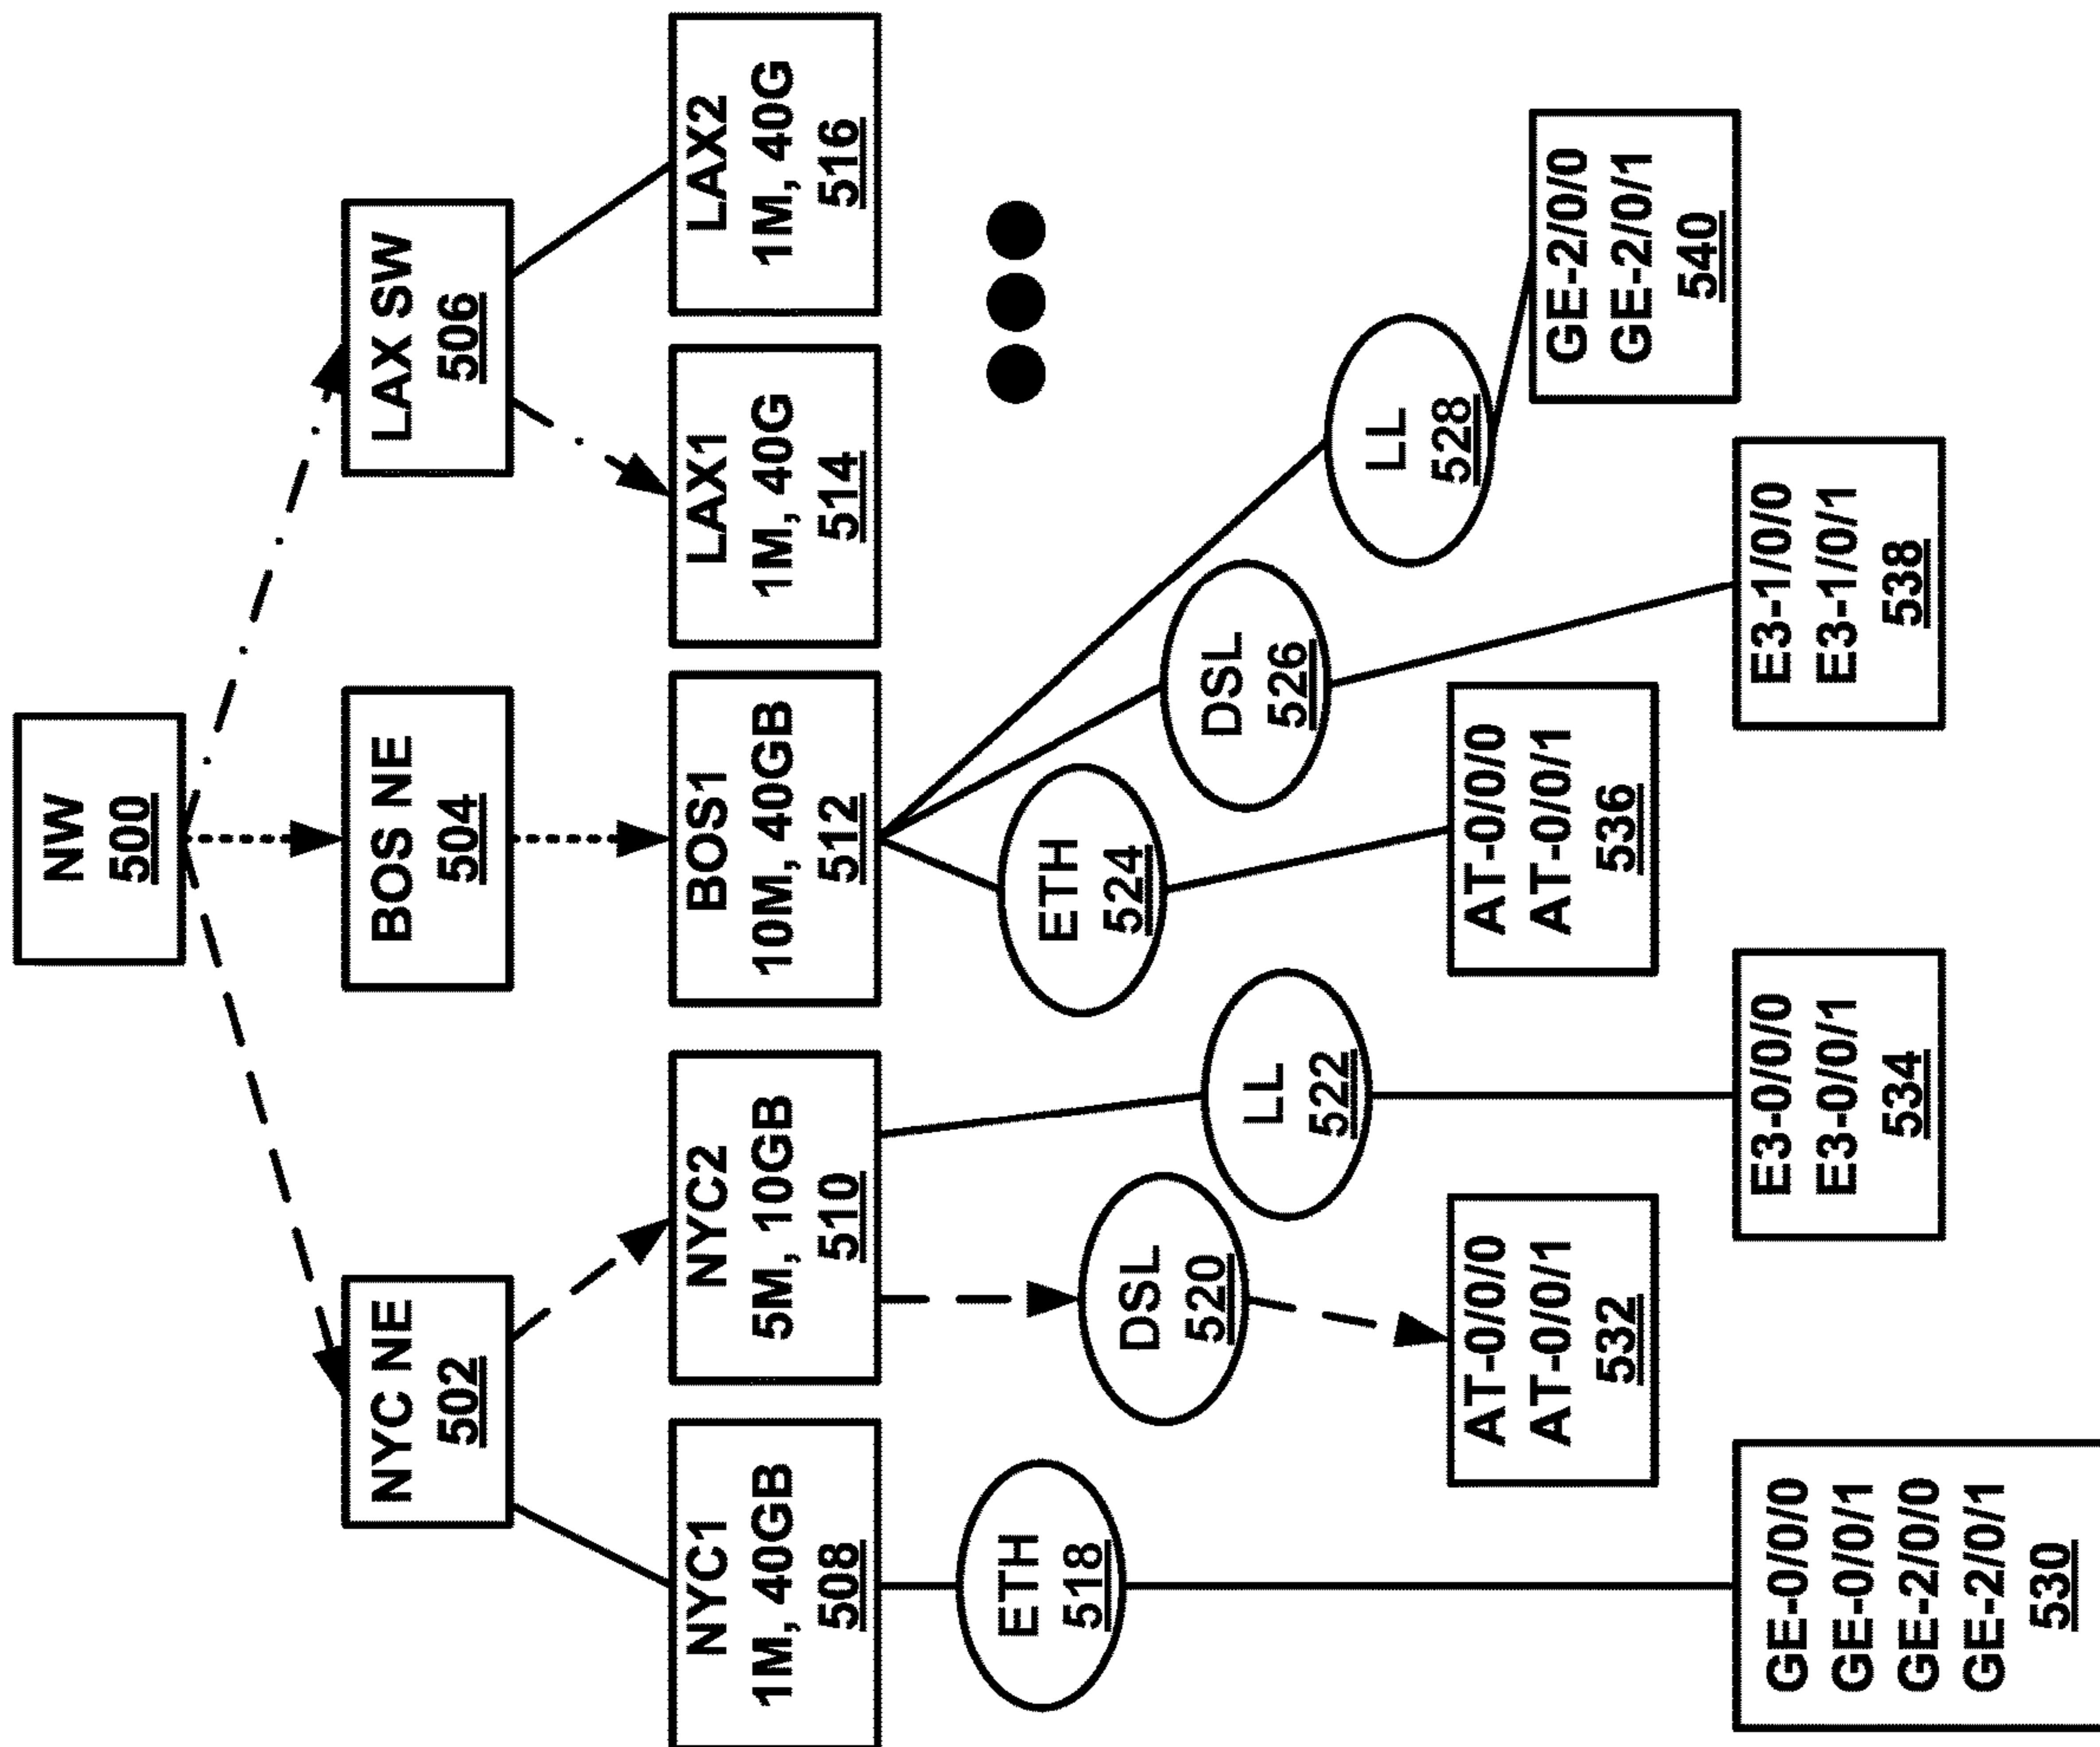 NW
500
NYC NE
502
BOS NE
504
LAX SW
506
NYC1
1M, 40GB
508
NYC2
5M, 10GB
510
BOS1
10M, 40GB
512
LAX1
1M, 40G
514
LAX2
1M, 40G
516
ETH
518
DSL
520
LL
522
ETH
524
DSL
526
LL
528
GE-0/0/0
GE-0/0/1
GE-2/0/0
GE-2/0/1
530
AT-0/0/0
AT-0/0/1
532
E3-0/0/0
E3-0/0/1
534
AT-0/0/0
AT-0/0/1
536
E3-1/0/0
E3-1/0/1
538
GE-2/0/0
GE-2/0/1
540